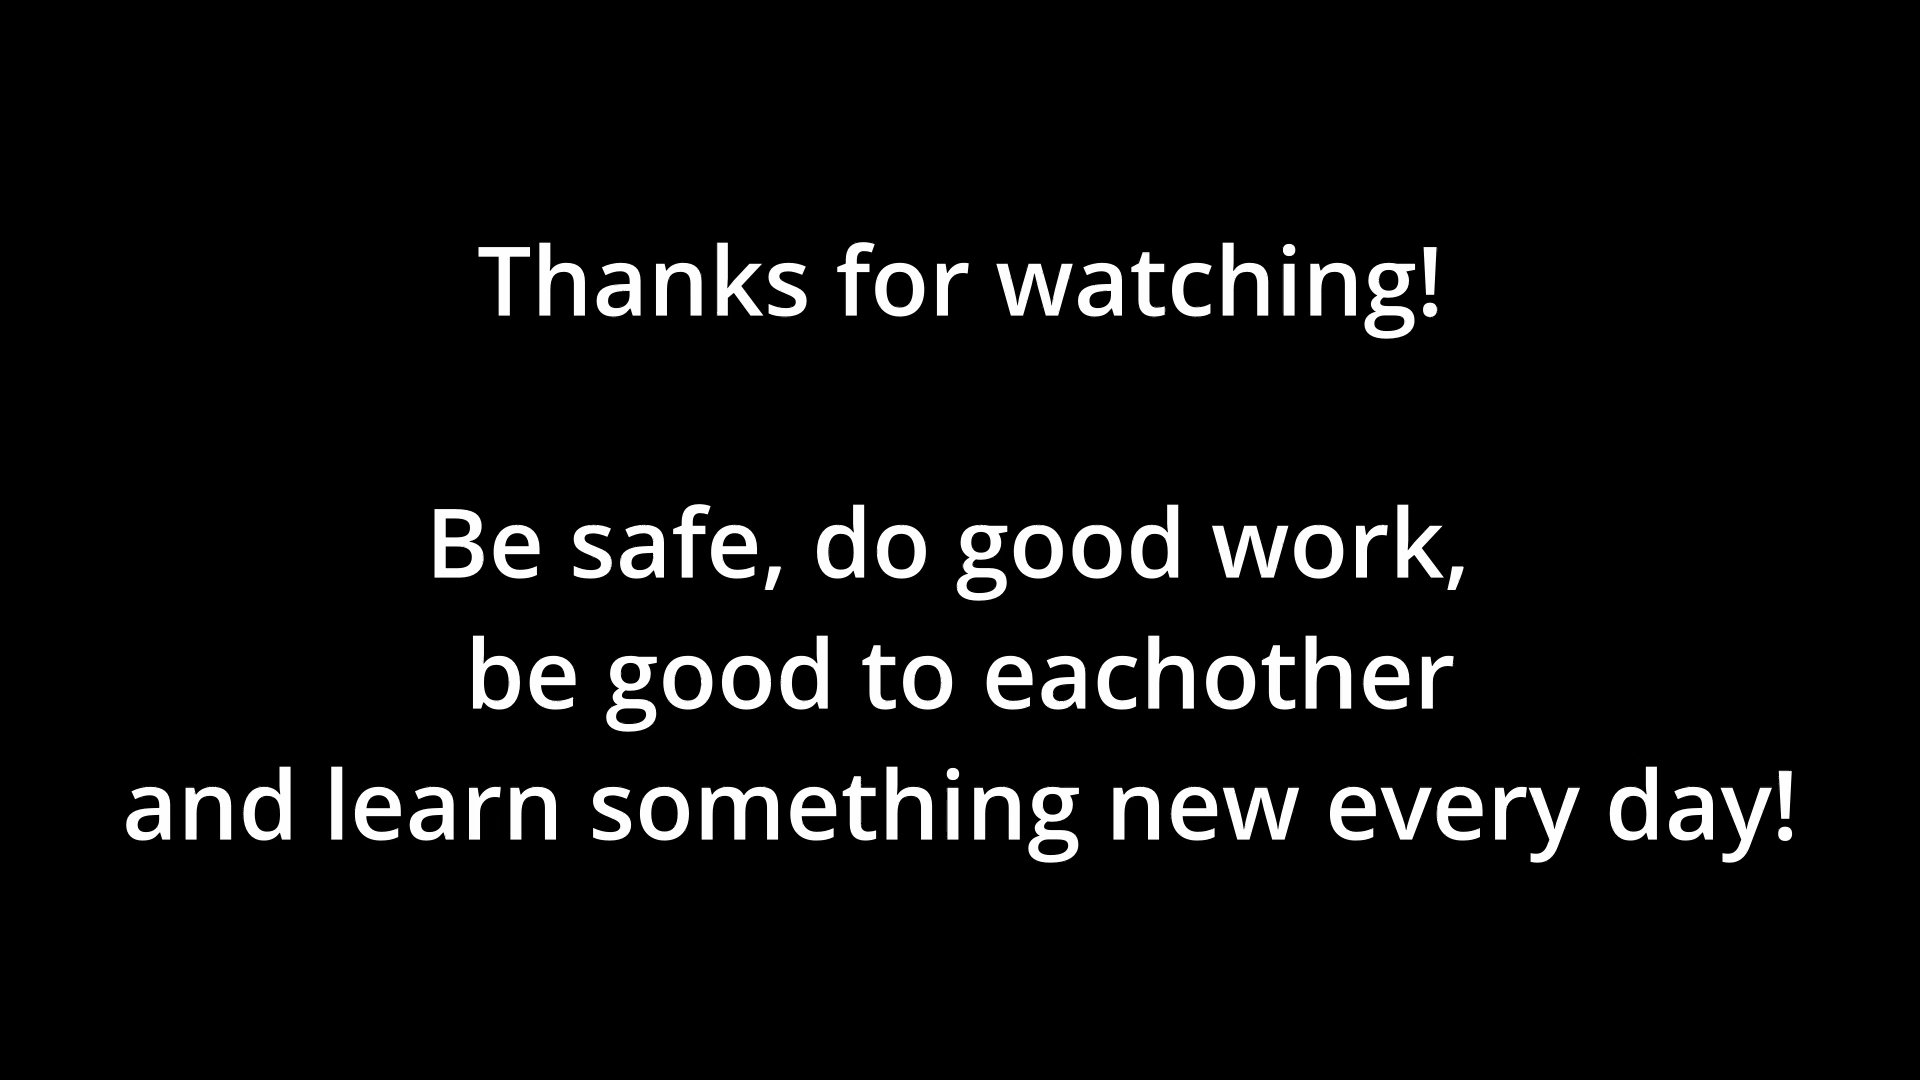 Thanks for watching!
Be safe, do good work,
be good to eachother
and learn something new every day!